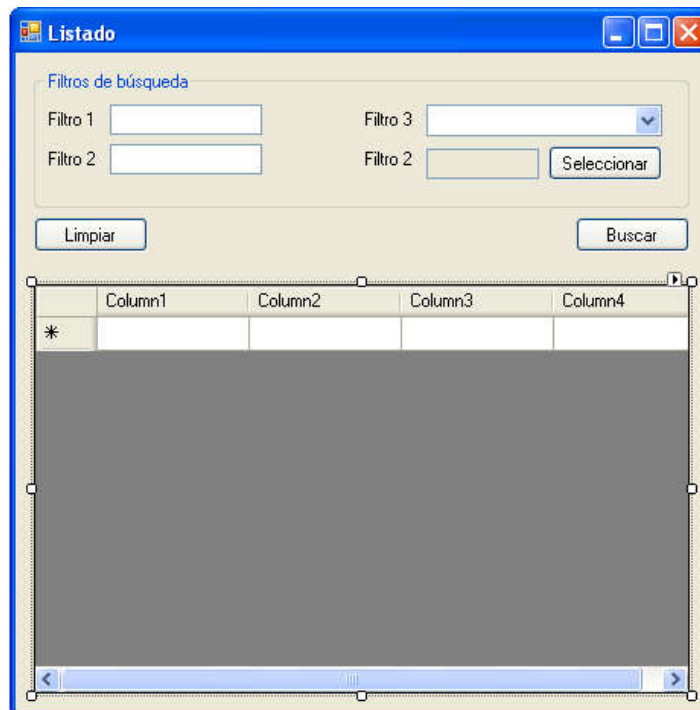 Listado
Filtros de búsqueda
Filtro 1
Filtro 3
Filtro 2
Filtro 2
Seleccionar
Limpiar
Buscar
Column1 Column2 Column3 Column4